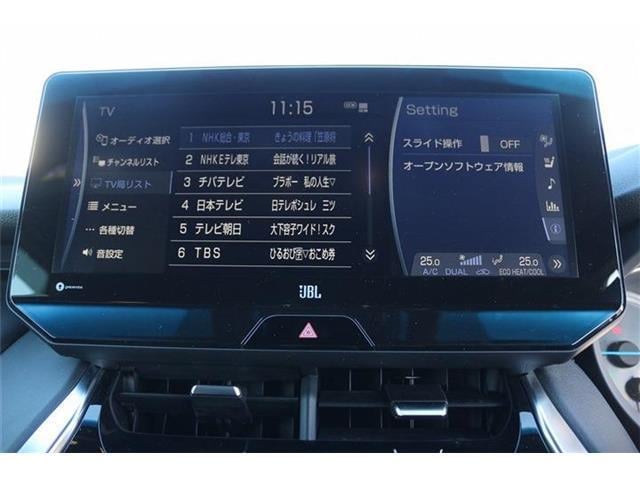 TV
11:15
Setting
オーディオ選択
チャンネルリスト
TV局リスト
メニュー
各種切替
音設定
1 NHK総合・東京 きょうの料理「笠原将
2 NHKEテレ東京 会話が続く!リアル旅
3 チバテレビ ブラボー 私の人生▽
4 日本テレビ 日テレポシュレ ミツ
5 テレビ朝日 大下容子ワイド!スク
6 TBS ひるおび🈑▽おこめ券
スライド操作 OFF
オープンソフトウェア情報
25.0 25.0
A/C DUAL ECO HEAT/COOL
JBL